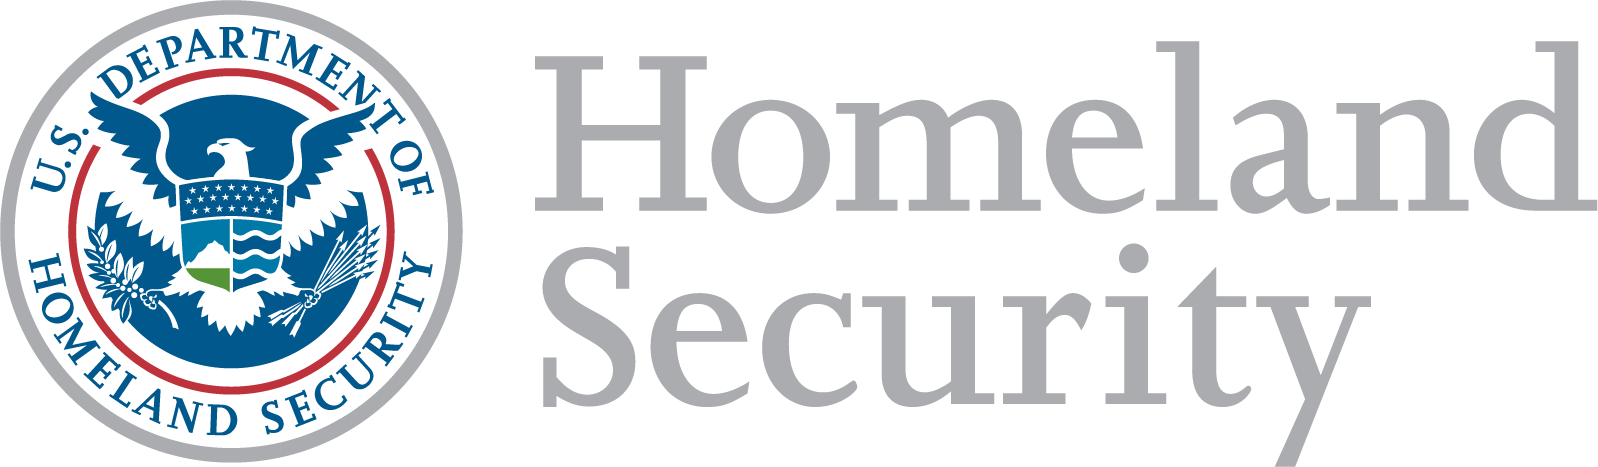 U.S. DEPARTMENT OF
HOMELAND SECURITY
Homeland
Security